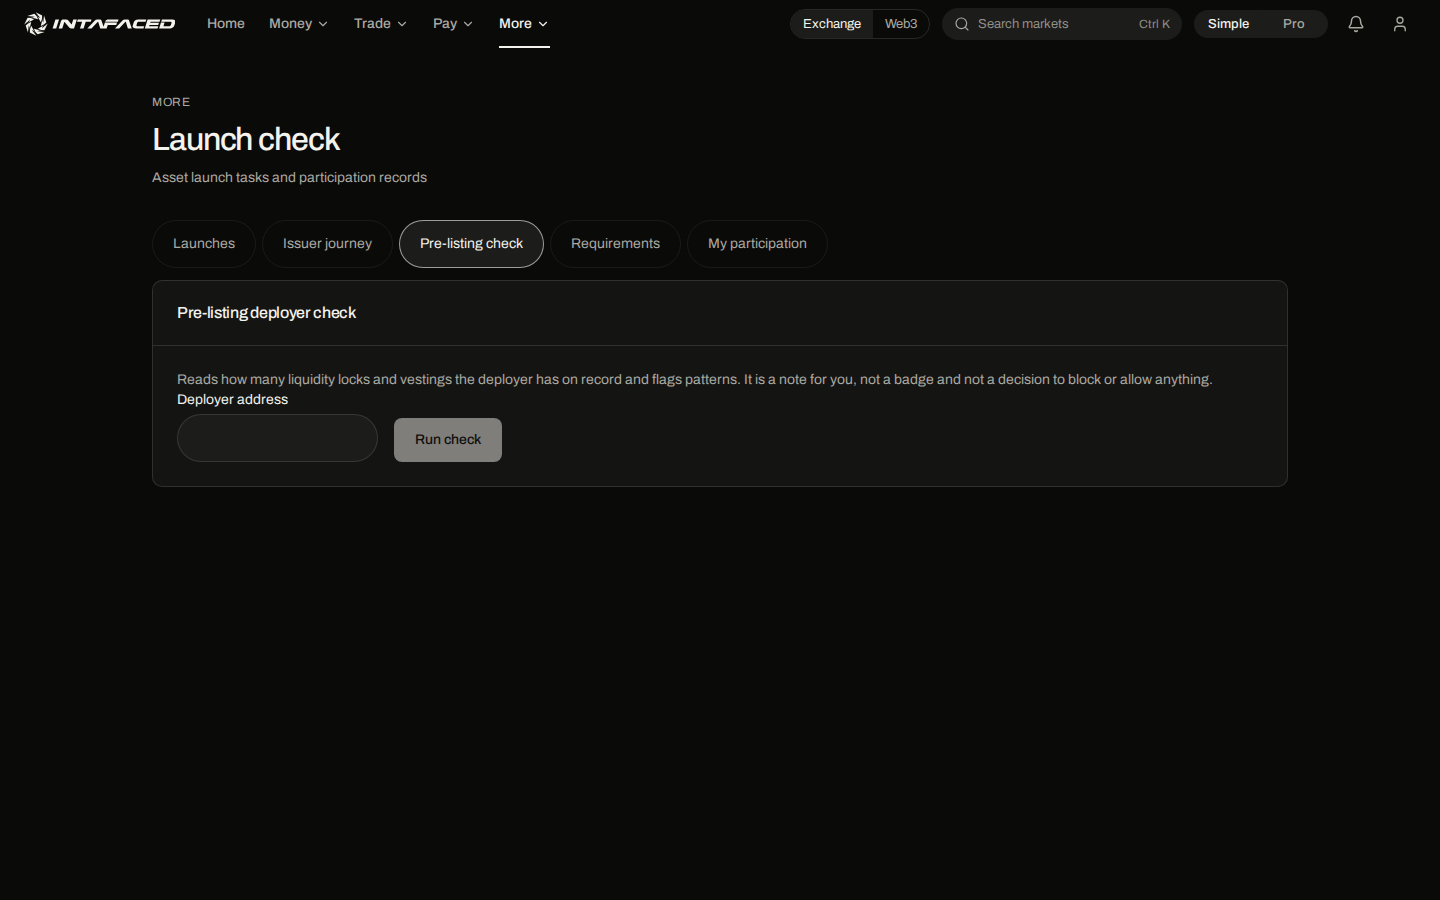 INTAFACED Home Money Trade Pay More Exchange Web3 Search markets Ctrl K Simple Pro
MORE
Launch check
Asset launch tasks and participation records
Launches Issuer journey Pre-listing check Requirements My participation
Pre-listing deployer check
Reads how many liquidity locks and vestings the deployer has on record and flags patterns. It is a note for you, not a badge and not a decision to block or allow anything.
Deployer address
Run check